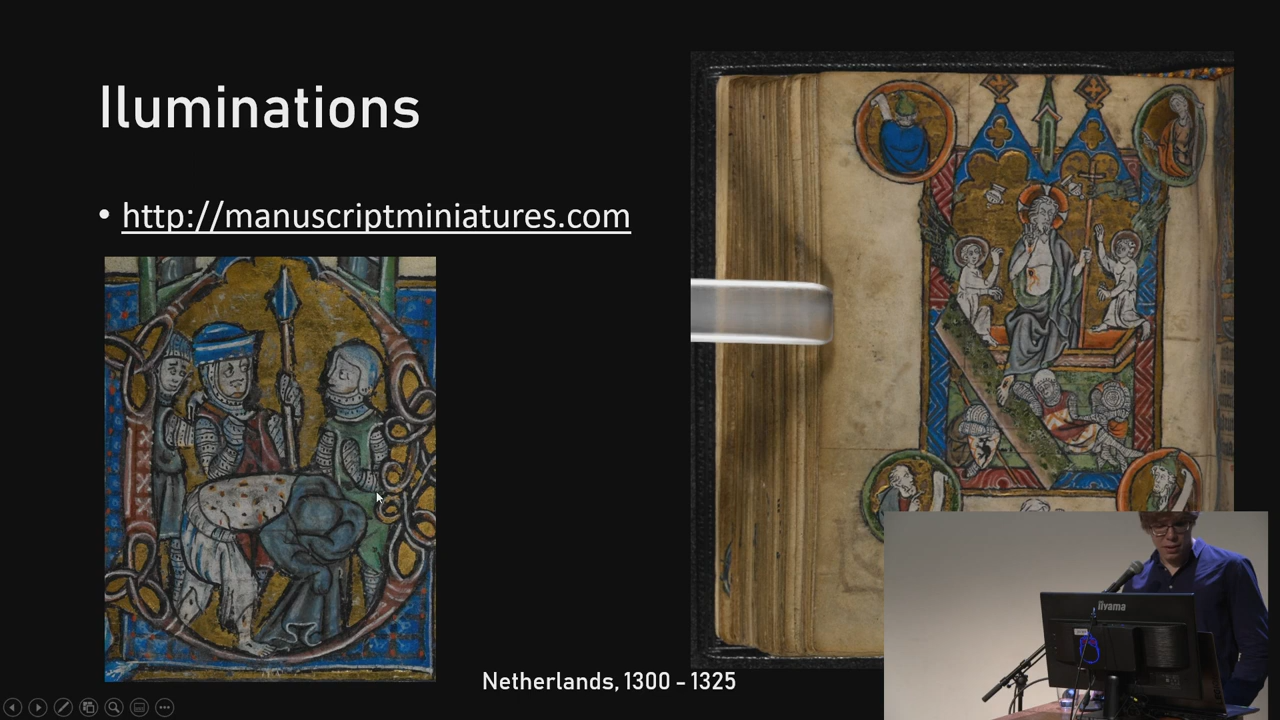 Iluminations
• http://manuscriptminiatures.com
Netherlands, 1300 - 1325
iiyama